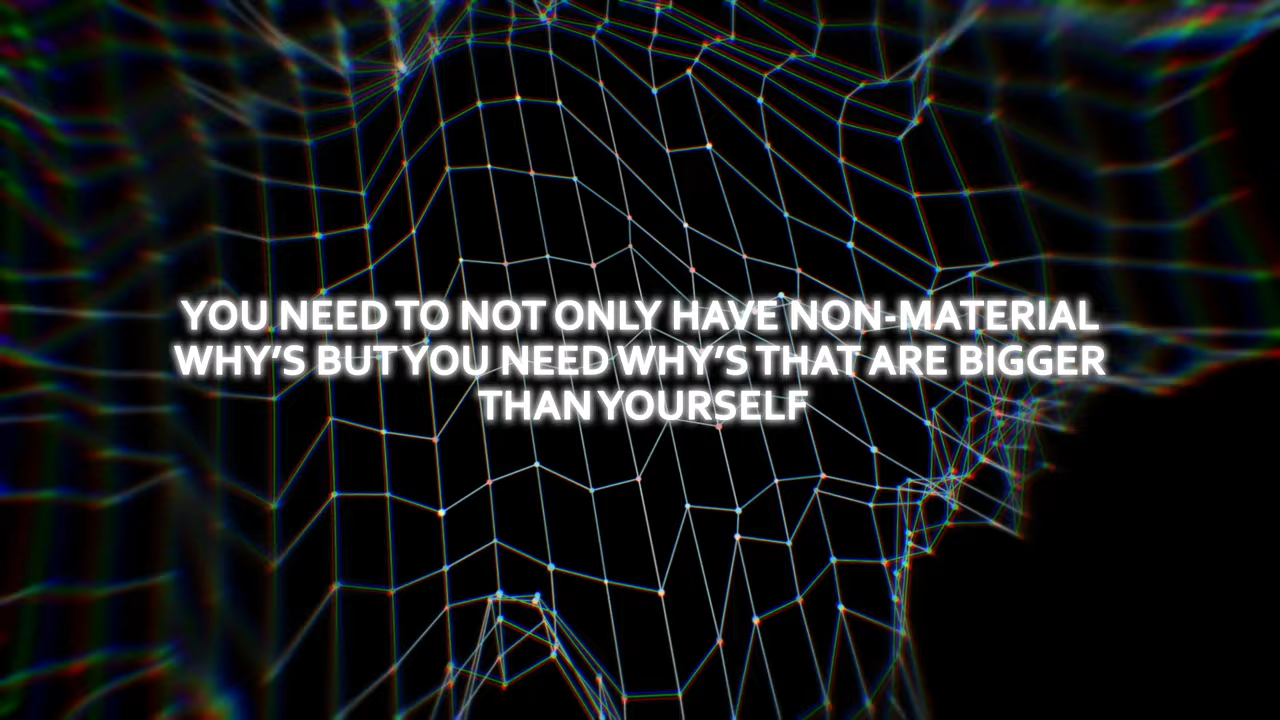 YOU NEED TO NOT ONLY HAVE NON-MATERIAL
WHY’S BUT YOU NEED WHY’S THAT ARE BIGGER
THAN YOURSELF